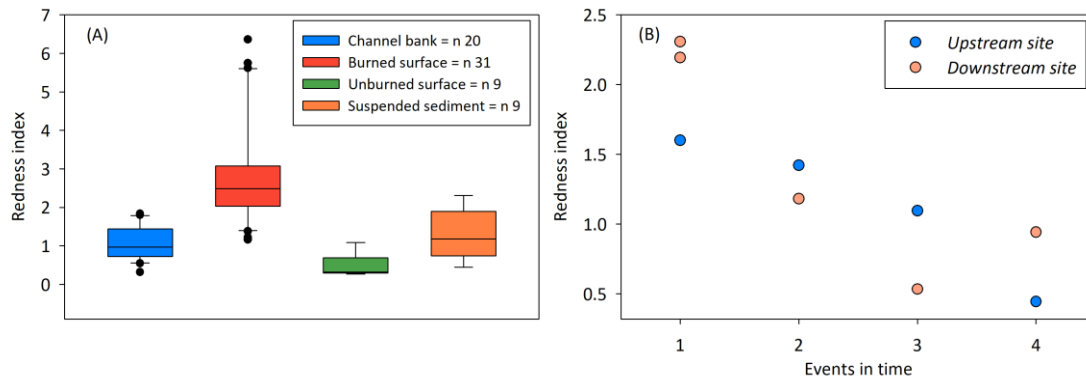 (A)
Redness index
7
6
5
4
3
2
1
0
Channel bank = n 20
Burned surface = n 31
Unburned surface = n 9
Suspended sediment = n 9
(B)
Redness index
2.5
2.0
1.5
1.0
0.5
Upstream site
Downstream site
1 2 3 4
Events in time